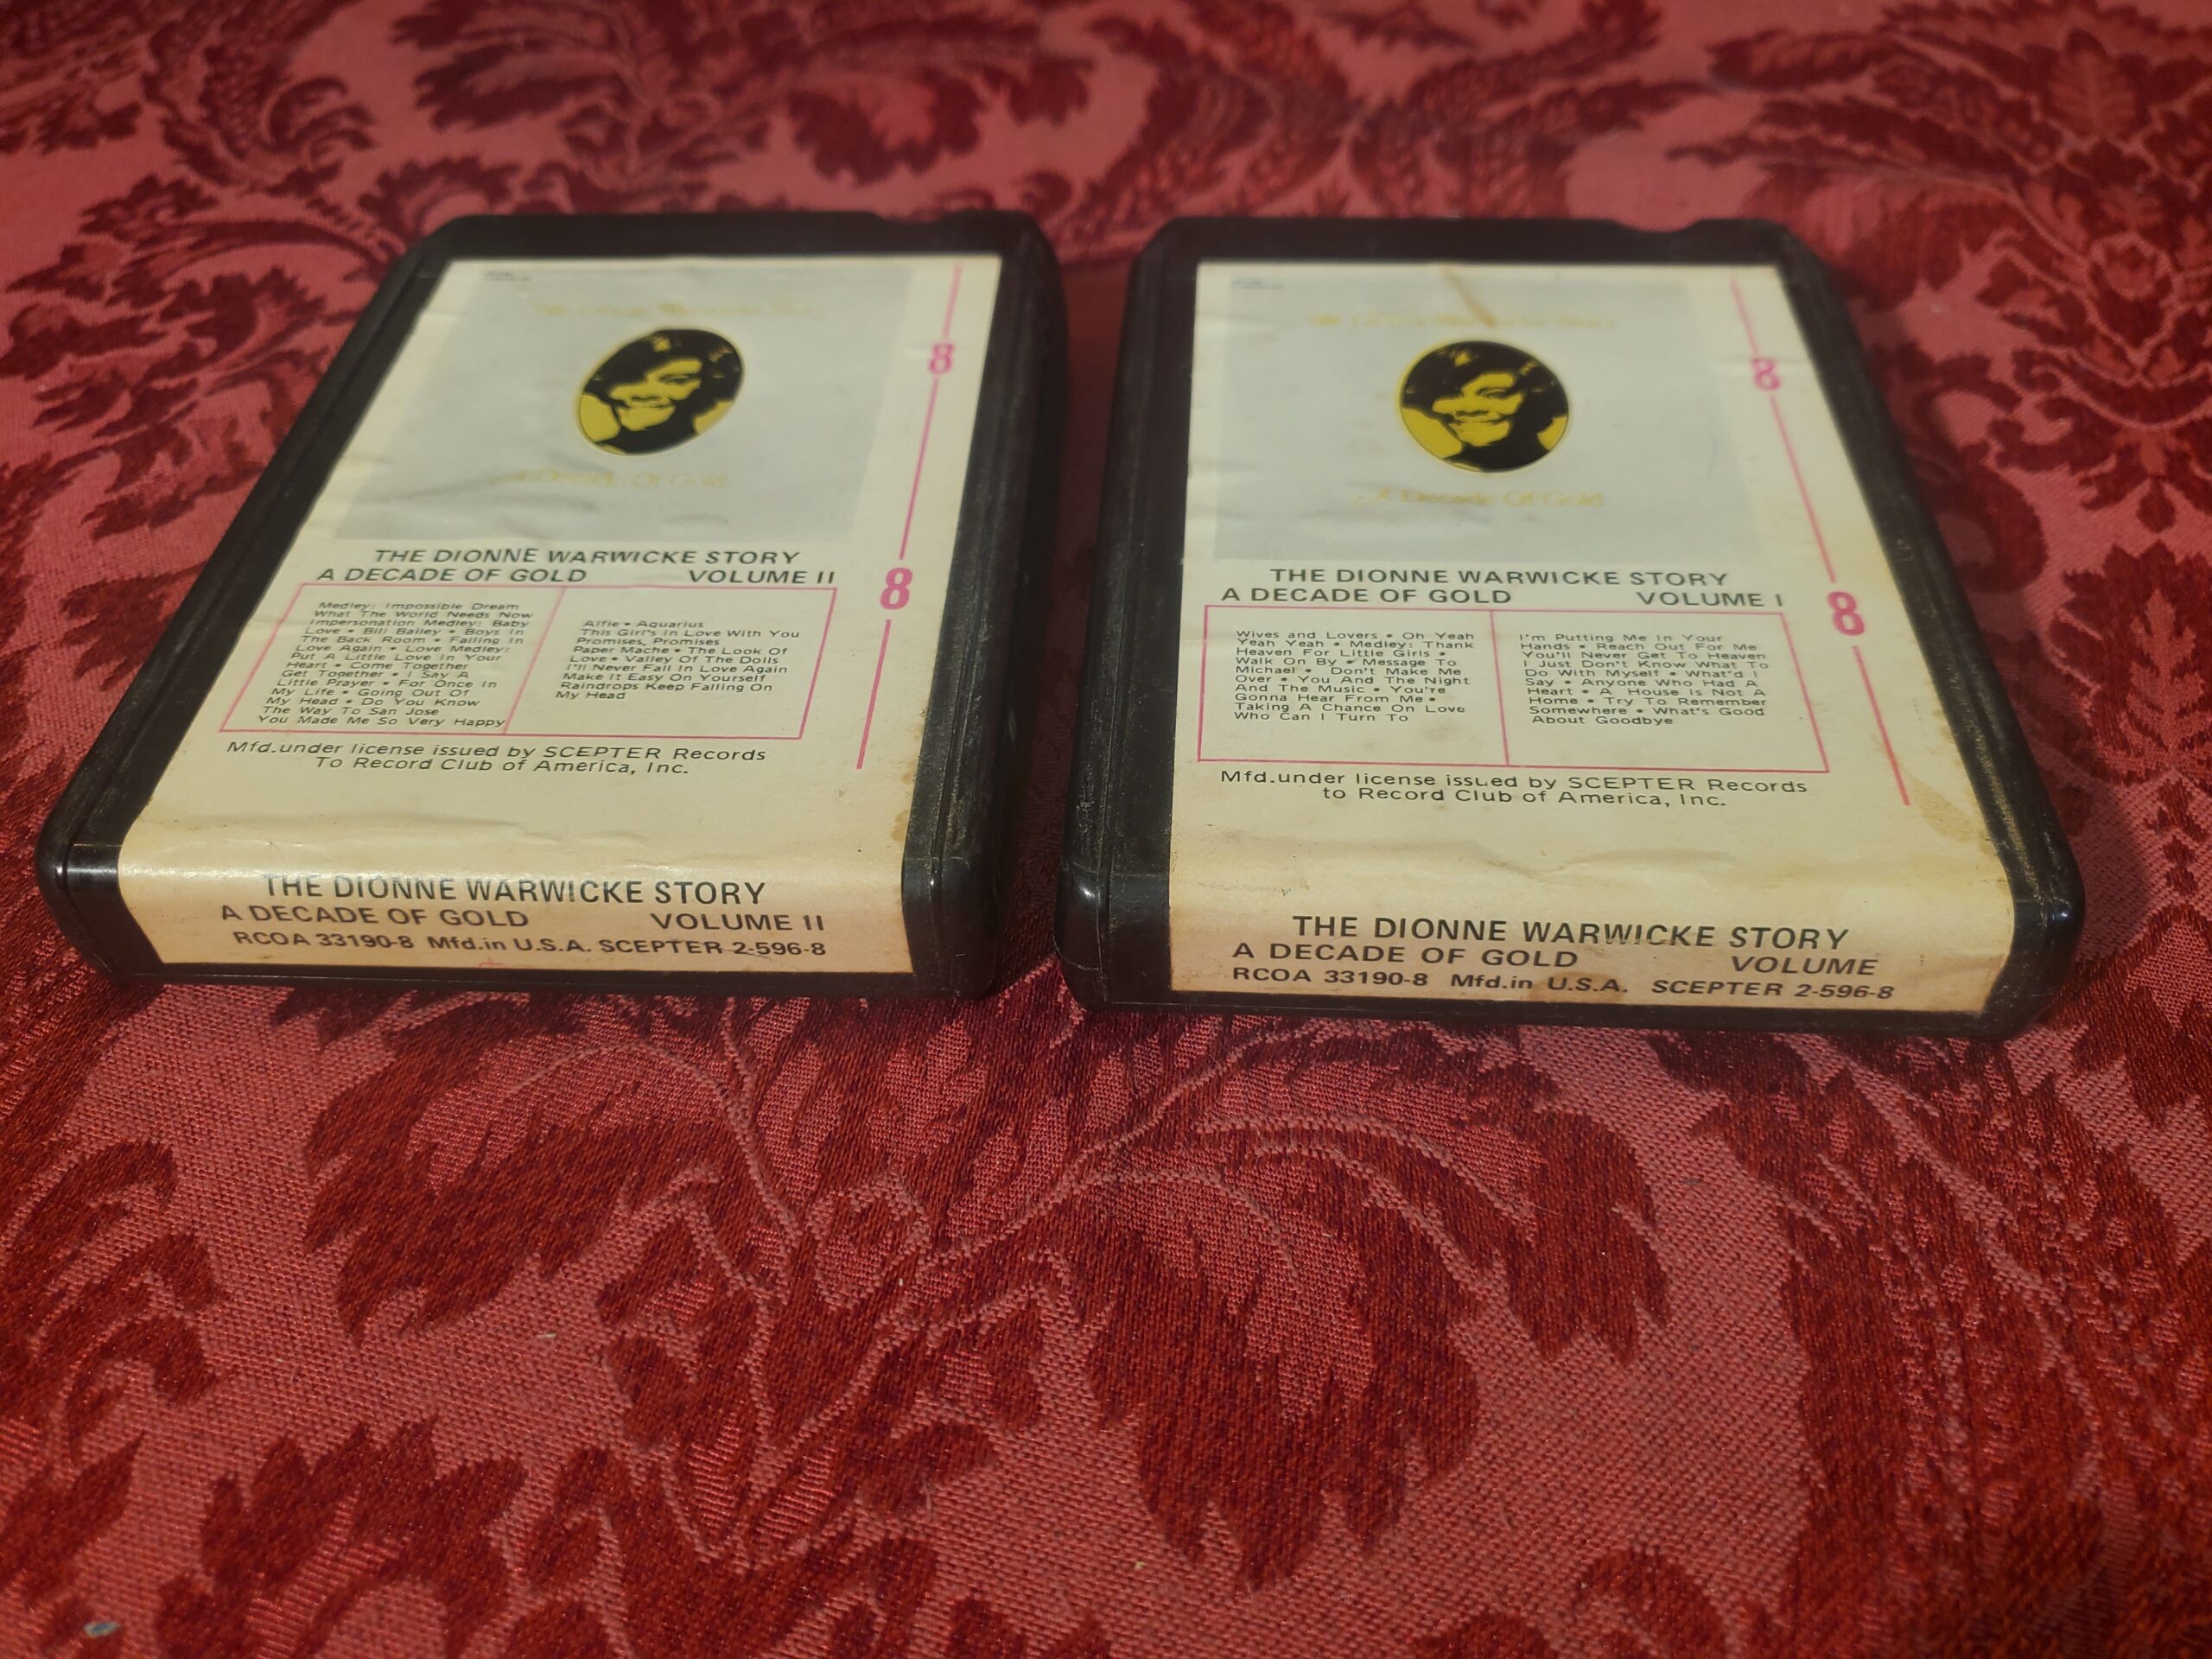 The Dionne Warwicke Story
A Decade Of Gold
8
THE DIONNE WARWICKE STORY
A DECADE OF GOLD VOLUME II
8
Medley: Impossible Dream
What The World Needs Now
Impersonation Medley: Baby
Love • Bill Bailey • Boys In
The Back Room • Falling In
Love Again • Love Medley:
Put A Little Love In Your
Heart • Come Together
Get Together • I Say A
Little Prayer • For Once In
My Life • Going Out Of
My Head • Do You Know
The Way To San Jose
You Made Me So Very Happy
Alfie • Aquarius
This Girl's In Love With You
Promises, Promises
Paper Mache • The Look Of
Love • Valley Of The Dolls
I'll Never Fall In Love Again
Make It Easy On Yourself
Raindrops Keep Falling On
My Head
Mfd.under license issued by SCEPTER Records
To Record Club of America, Inc.
THE DIONNE WARWICKE STORY
A DECADE OF GOLD VOLUME II
RCOA 33190-8 Mfd.in U.S.A. SCEPTER 2-596-8
The Dionne Warwicke Story
A Decade Of Gold
8
THE DIONNE WARWICKE STORY
A DECADE OF GOLD VOLUME I
8
Wives and Lovers • Oh Yeah
Yeah Yeah • Medley: Thank
Heaven For Little Girls •
Walk On By • Message To
Michael • Don't Make Me
Over • You And The Night
And The Music • You're
Gonna Hear From Me •
Taking A Chance On Love
Who Can I Turn To
I'm Putting Me In Your
Hands • Reach Out For Me
You'll Never Get To Heaven
I Just Don't Know What To
Do With Myself • What'd I
Say • Anyone Who Had A
Heart • A House Is Not A
Home • Try To Remember
Somewhere • What's Good
About Goodbye
Mfd.under license issued by SCEPTER Records
to Record Club of America, Inc.
THE DIONNE WARWICKE STORY
A DECADE OF GOLD VOLUME
RCOA 33190-8 Mfd.in U.S.A. SCEPTER 2-596-8